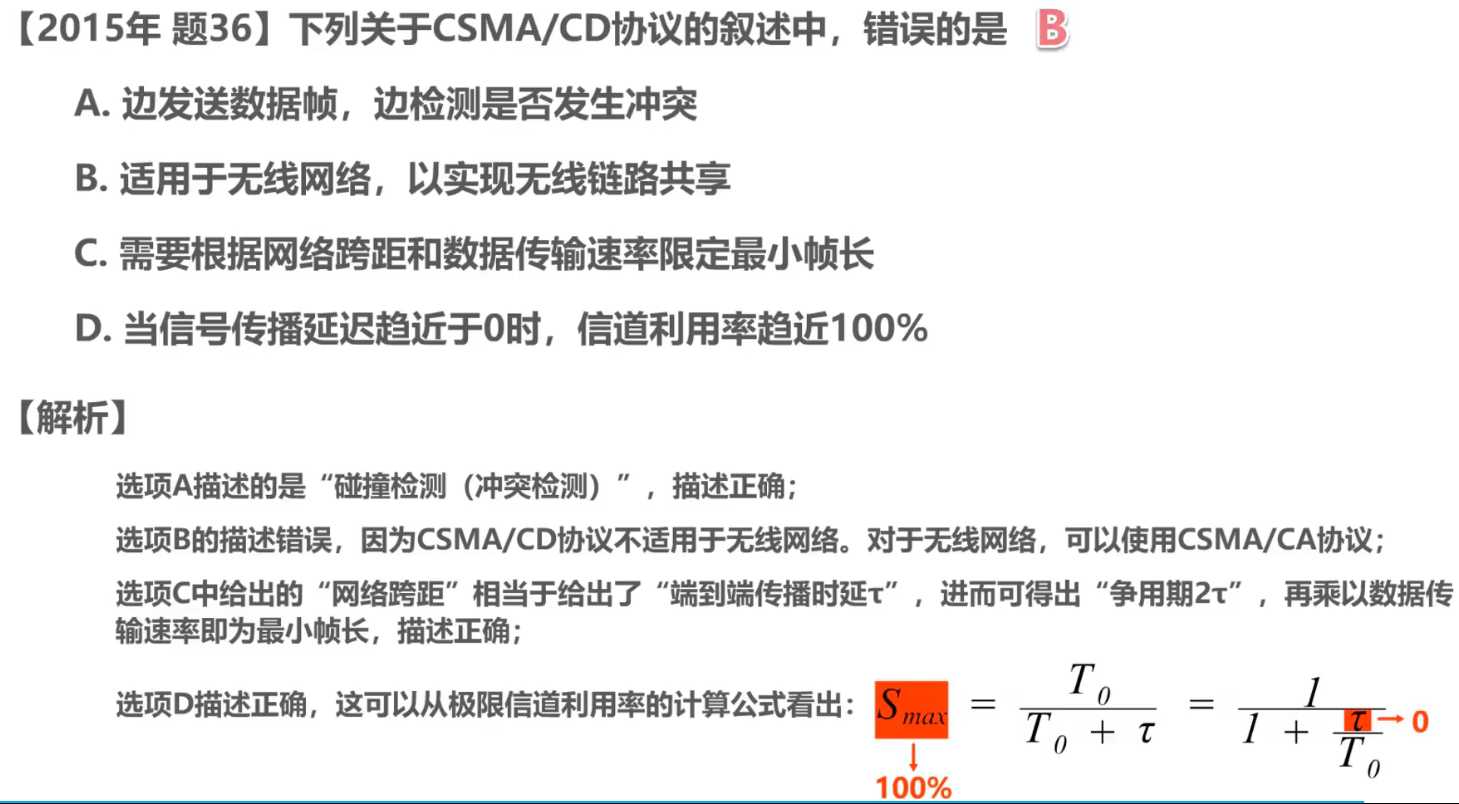 【2015年 题36】下列关于CSMA/CD协议的叙述中，错误的是 B
A. 边发送数据帧，边检测是否发生冲突
B. 适用于无线网络，以实现无线链路共享
C. 需要根据网络跨距和数据传输速率限定最小帧长
D. 当信号传播延迟趋近于0时，信道利用率趋近100%
【解析】
选项A描述的是“碰撞检测（冲突检测）”，描述正确；
选项B的描述错误，因为CSMA/CD协议不适用于无线网络。对于无线网络，可以使用CSMA/CA协议；
选项C中给出的“网络跨距”相当于给出了“端到端传播时延τ”，进而可得出“争用期2τ”，再乘以数据传
输速率即为最小帧长，描述正确；
选项D描述正确，这可以从极限信道利用率的计算公式看出： S_max = T_0 / (T_0 + τ) = 1 / (1 + τ/T_0) → 0
100%